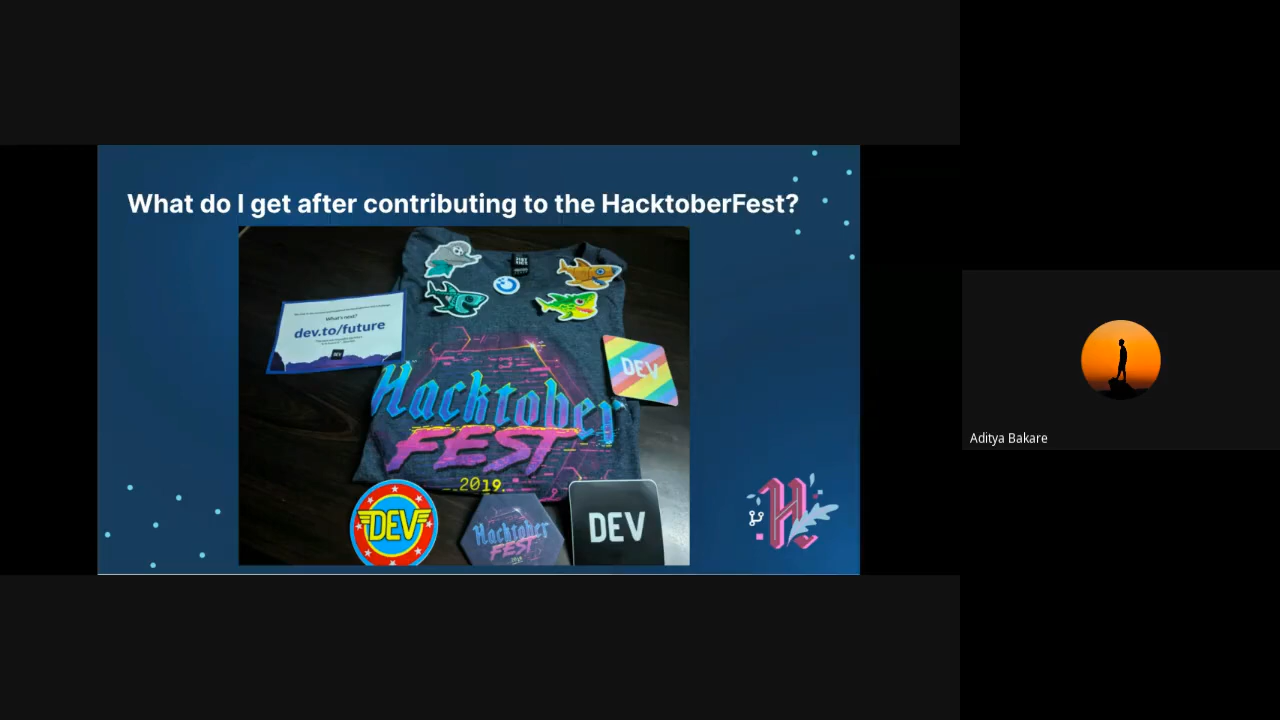 What do I get after contributing to the HacktoberFest?
What's next?
dev.to/future
DEV
DEV
Hacktober
FEST
2019
DEV
Hacktober
FEST
2019
DEV
H
Aditya Bakare